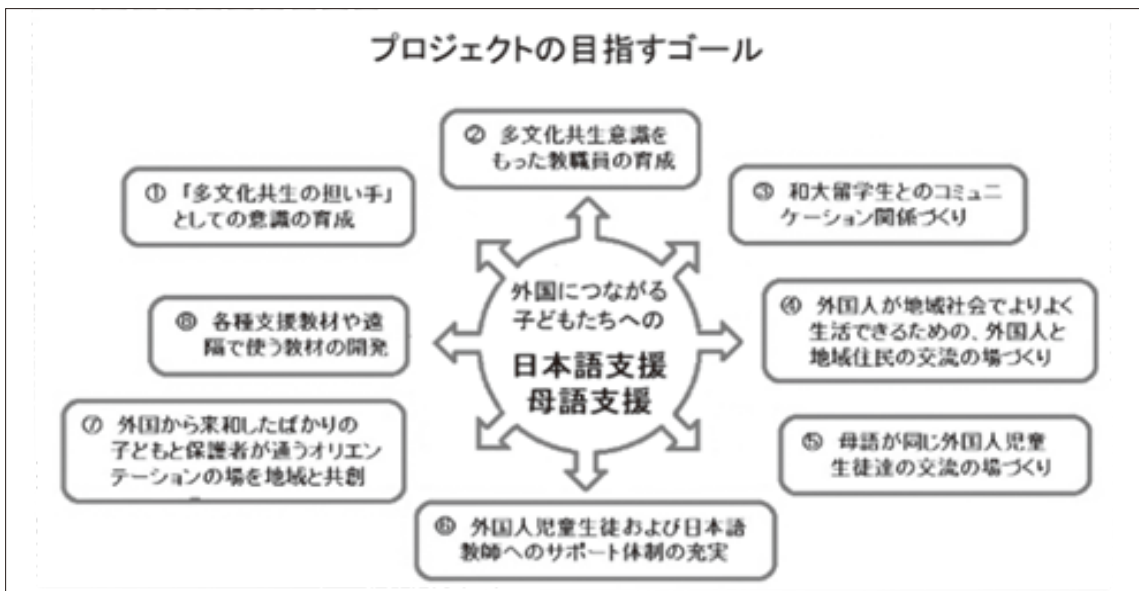 プロジェクトの目指すゴール
① 「多文化共生の担い手」
としての意識の育成
② 多文化共生意識を
もった教職員の育成
③ 和大留学生とのコミュニ
ケーション関係づくり
④ 外国人が地域社会でよりよく
生活できるための、外国人と
地域住民の交流の場づくり
⑤ 母語が同じ外国人児童
生徒達の交流の場づくり
⑥ 外国人児童生徒および日本語
教師へのサポート体制の充実
⑦ 外国から来和したばかりの
子どもと保護者が通うオリエン
テーションの場を地域と共創
⑧ 各種支援教材や遠
隔で使う教材の開発
外国につながる
子どもたちへの
日本語支援
母語支援